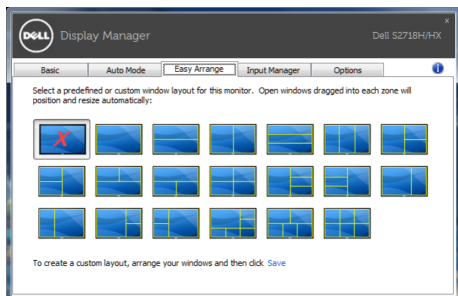 DELL Display Manager Dell S2718H/HX
Basic Auto Mode Easy Arrange Input Manager Options
Select a predefined or custom window layout for this monitor. Open windows dragged into each zone will
position and resize automatically:
To create a custom layout, arrange your windows and then click Save